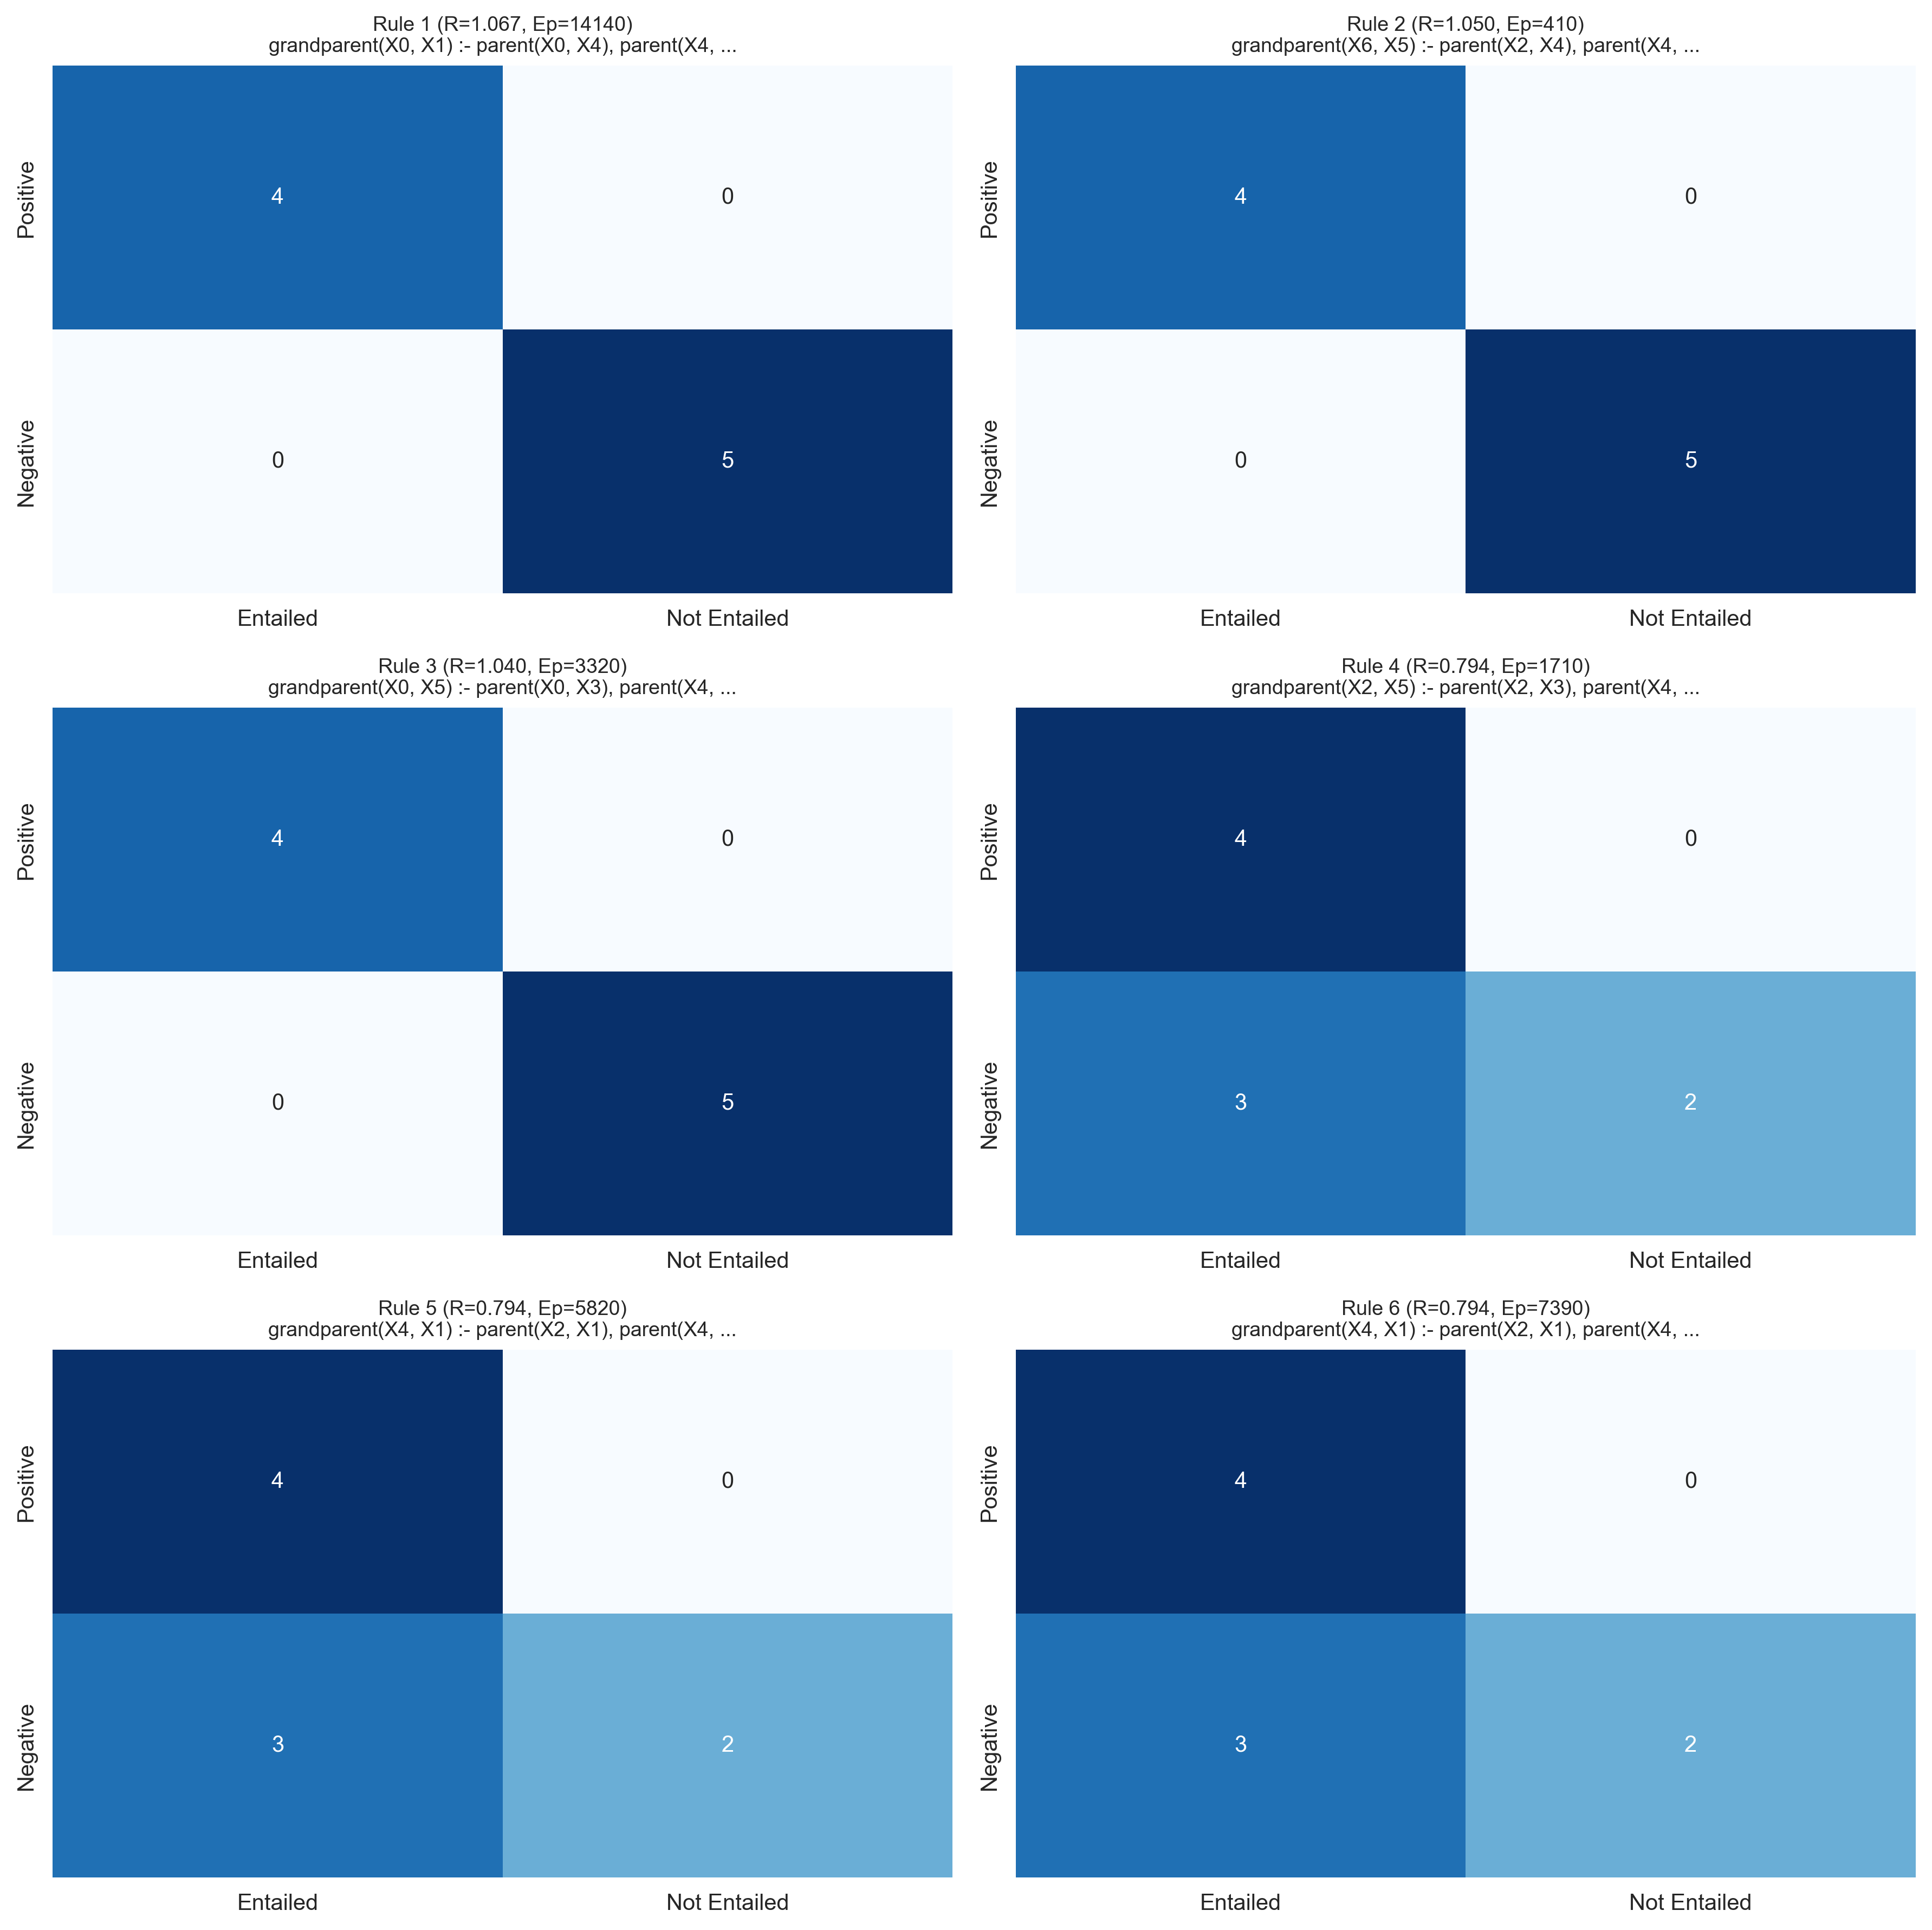 Rule 1 (R=1.067, Ep=14140)
grandparent(X0, X1) :- parent(X0, X4), parent(X4, ...
Positive
4
0
Negative
0
5
Entailed
Not Entailed
Rule 2 (R=1.050, Ep=410)
grandparent(X6, X5) :- parent(X2, X4), parent(X4, ...
Positive
4
0
Negative
0
5
Entailed
Not Entailed
Rule 3 (R=1.040, Ep=3320)
grandparent(X0, X5) :- parent(X0, X3), parent(X4, ...
Positive
4
0
Negative
0
5
Entailed
Not Entailed
Rule 4 (R=0.794, Ep=1710)
grandparent(X2, X5) :- parent(X2, X3), parent(X4, ...
Positive
4
0
Negative
3
2
Entailed
Not Entailed
Rule 5 (R=0.794, Ep=5820)
grandparent(X4, X1) :- parent(X2, X1), parent(X4, ...
Positive
4
0
Negative
3
2
Entailed
Not Entailed
Rule 6 (R=0.794, Ep=7390)
grandparent(X4, X1) :- parent(X2, X1), parent(X4, ...
Positive
4
0
Negative
3
2
Entailed
Not Entailed